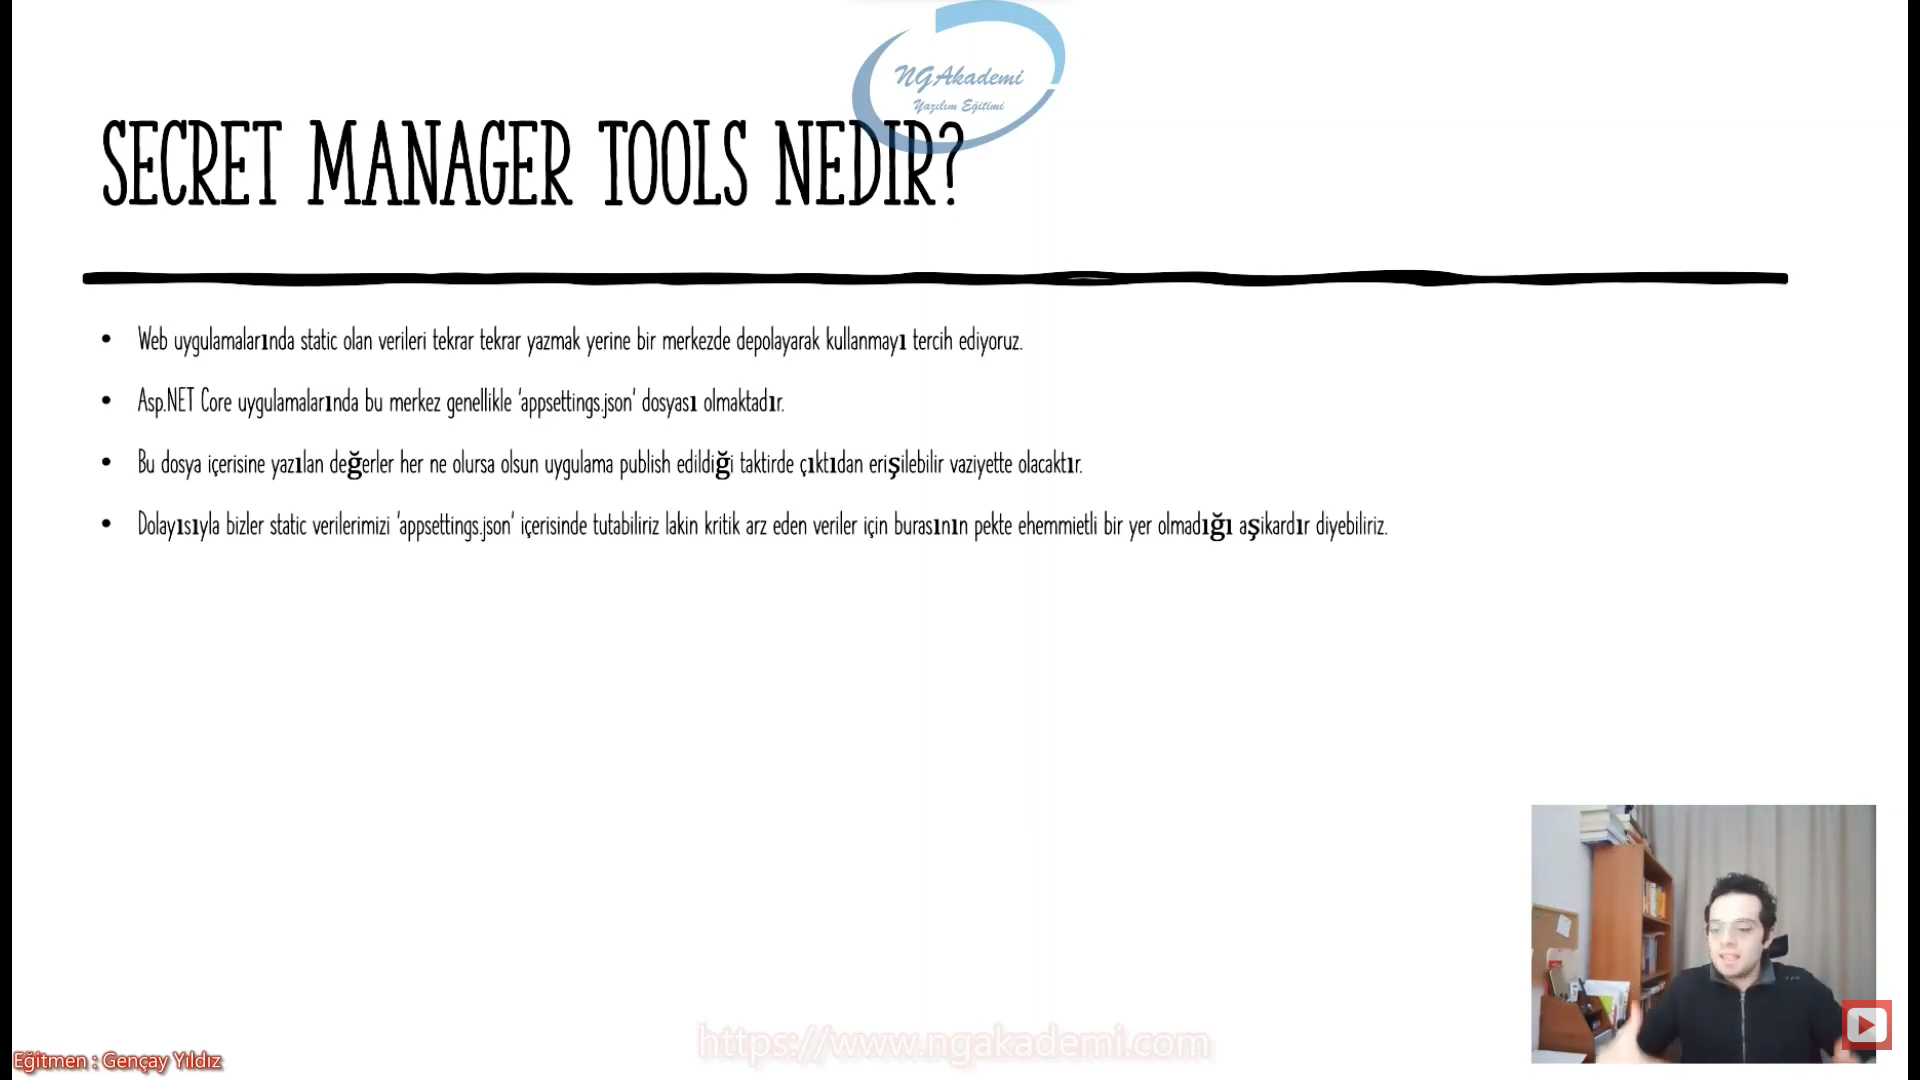 NGAkademi
Yazılım Eğitimi
SECRET MANAGER TOOLS NEDIR?
• Web uygulamalarında static olan verileri tekrar tekrar yazmak yerine bir merkezde depolayarak kullanmayı tercih ediyoruz.
• Asp.NET Core uygulamalarında bu merkez genellikle 'appsettings.json' dosyası olmaktadır.
• Bu dosya içerisine yazılan değerler her ne olursa olsun uygulama publish edildiği taktirde çıktıdan erişilebilir vaziyette olacaktır.
• Dolayısıyla bizler static verilerimizi 'appsettings.json' içerisinde tutabiliriz lakin kritik arz eden veriler için burasının pekte ehemmietli bir yer olmadığı aşikardır diyebiliriz.
https://www.ngakademi.com
Eğitmen : Gençay Yıldız